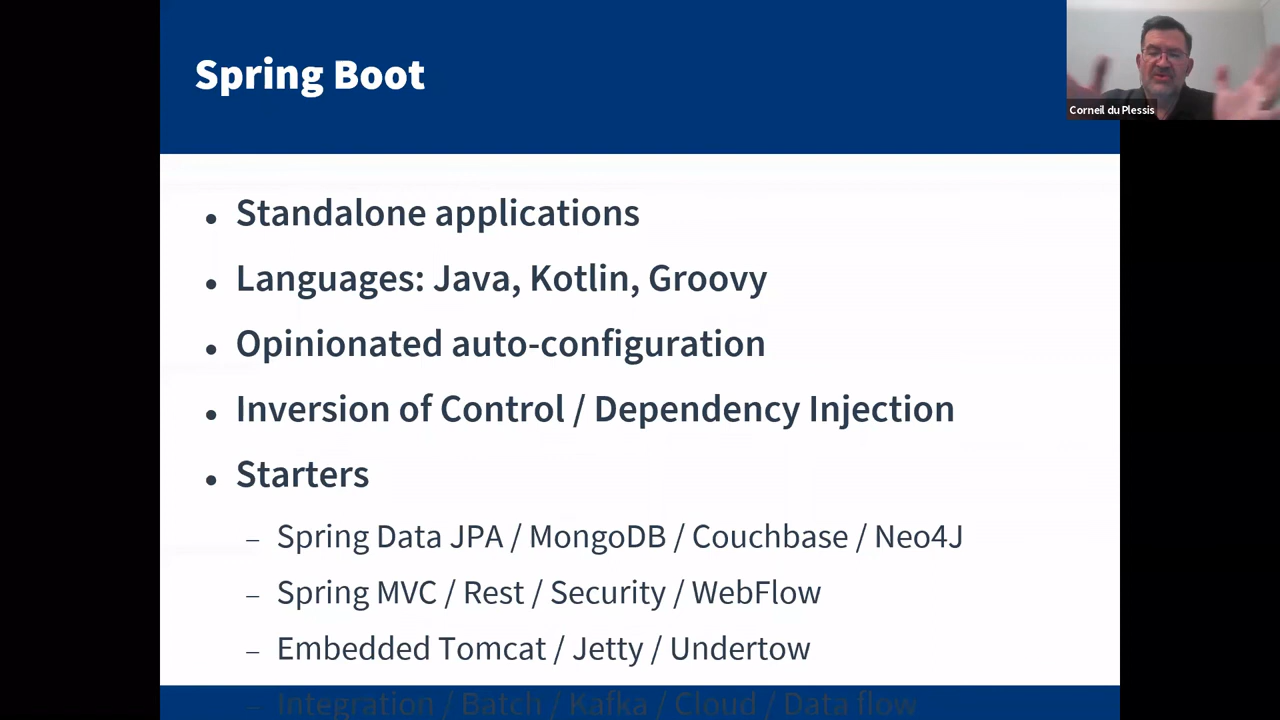 Spring Boot
Corneil du Plessis
• Standalone applications
• Languages: Java, Kotlin, Groovy
• Opinionated auto-configuration
• Inversion of Control / Dependency Injection
• Starters
– Spring Data JPA / MongoDB / Couchbase / Neo4J
– Spring MVC / Rest / Security / WebFlow
– Embedded Tomcat / Jetty / Undertow
– Integration / Batch / Kafka / Cloud / Data flow